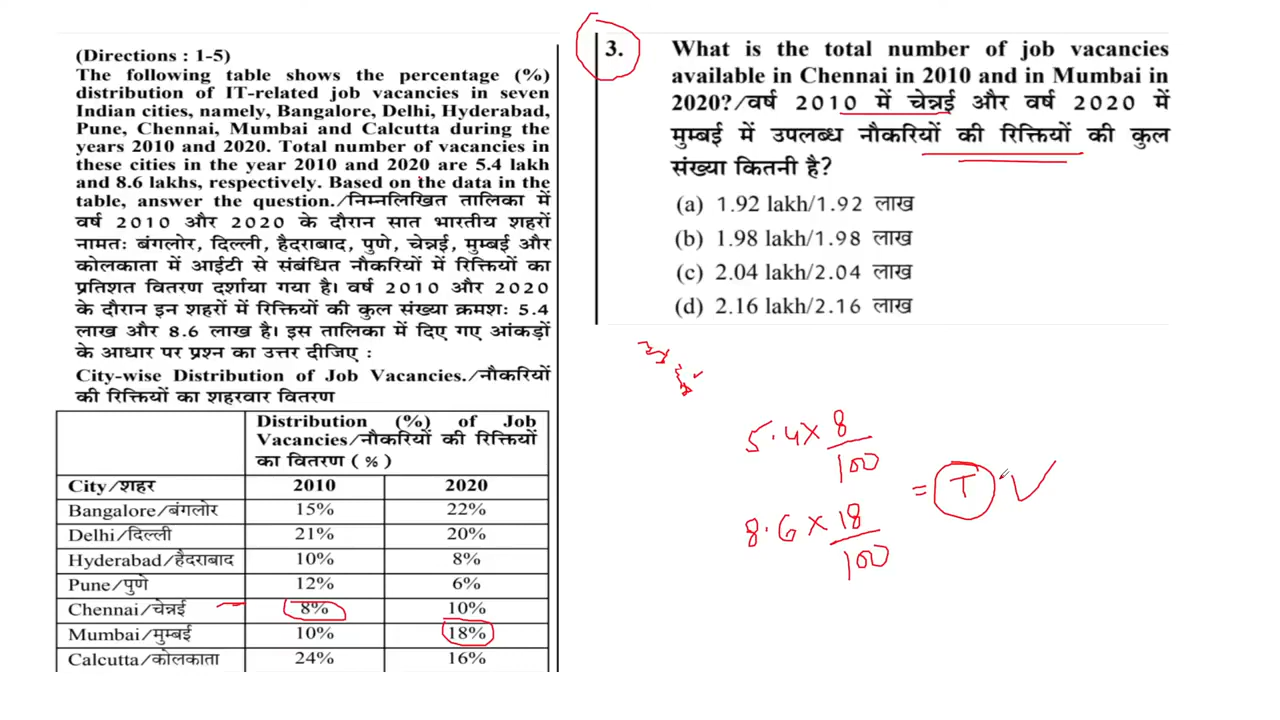 (Directions : 1-5)
The following table shows the percentage (%)
distribution of IT-related job vacancies in seven
Indian cities, namely, Bangalore, Delhi, Hyderabad,
Pune, Chennai, Mumbai and Calcutta during the
years 2010 and 2020. Total number of vacancies in
these cities in the year 2010 and 2020 are 5.4 lakh
and 8.6 lakhs, respectively. Based on the data in the
table, answer the question./निम्नलिखित तालिका में
वर्ष 2010 और 2020 के दौरान सात भारतीय शहरों
नामतः बंगलोर, दिल्ली, हैदराबाद, पुणे, चेन्नई, मुम्बई और
कोलकाता में आईटी से संबंधित नौकरियों में रिक्तियों का
प्रतिशत वितरण दर्शाया गया है। वर्ष 2010 और 2020
के दौरान इन शहरों में रिक्तियों की कुल संख्या क्रमशः 5.4
लाख और 8.6 लाख है। इस तालिका में दिए गए आंकड़ों
के आधार पर प्रश्न का उत्तर दीजिए :
City-wise Distribution of Job Vacancies./नौकरियों
की रिक्तियों का शहरवार वितरण
Distribution (%) of Job
Vacancies/नौकरियों की रिक्तियों
का वितरण (%)
City/शहर 2010 2020
Bangalore/बंगलोर 15% 22%
Delhi/दिल्ली 21% 20%
Hyderabad/हैदराबाद 10% 8%
Pune/पुणे 12% 6%
Chennai/चेन्नई 8% 10%
Mumbai/मुम्बई 10% 18%
Calcutta/कोलकाता 24% 16%
3. What is the total number of job vacancies
available in Chennai in 2010 and in Mumbai in
2020?/वर्ष 2010 में चेन्नई और वर्ष 2020 में
मुम्बई में उपलब्ध नौकरियों की रिक्तियों की कुल
संख्या कितनी है?
(a) 1.92 lakh/1.92 लाख
(b) 1.98 lakh/1.98 लाख
(c) 2.04 lakh/2.04 लाख
(d) 2.16 lakh/2.16 लाख
5.4 × 8/100
= T
8.6 × 18/100